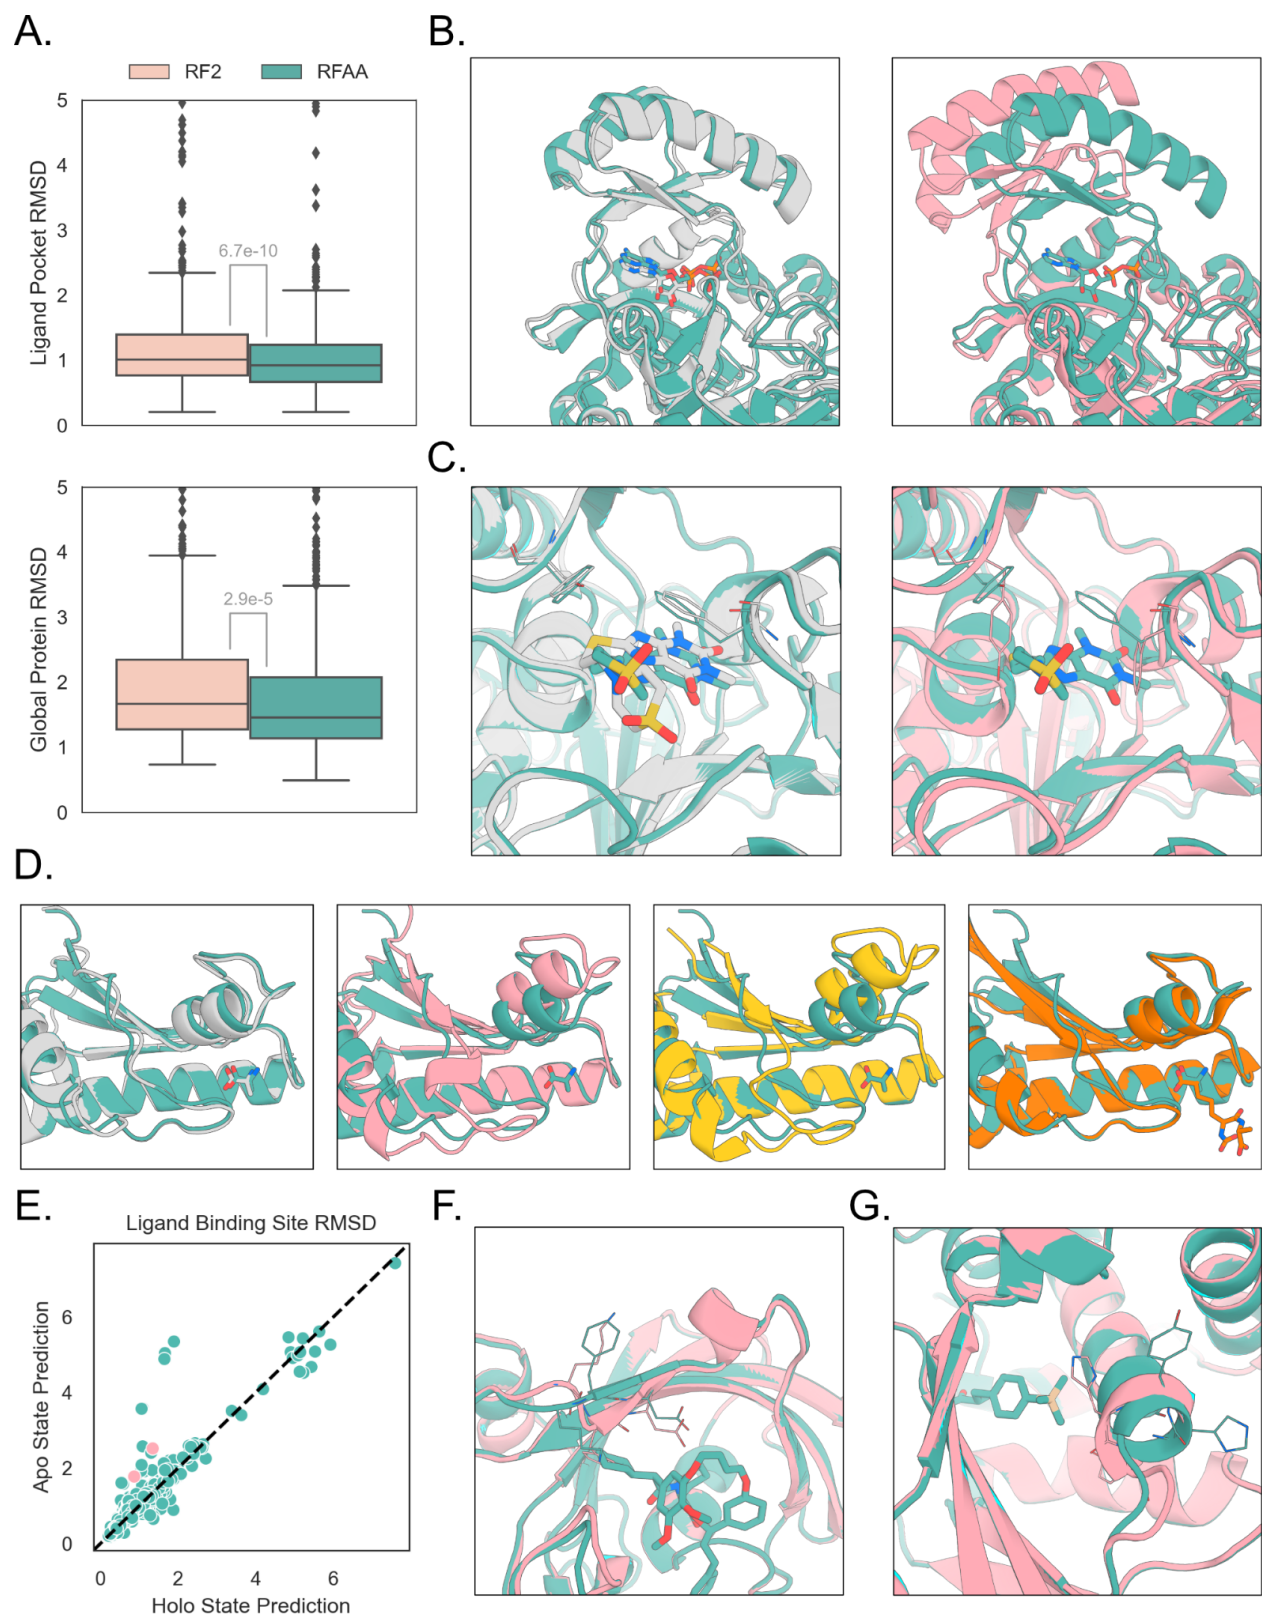 A.
RF2
RFAA
Ligand Pocket RMSD
5
4
3
2
1
0
6.7e-10
Global Protein RMSD
5
4
3
2
1
0
2.9e-5
B.
C.
D.
E.
Ligand Binding Site RMSD
Apo State Prediction
6
4
2
0
0 2 4 6
Holo State Prediction
F.
G.